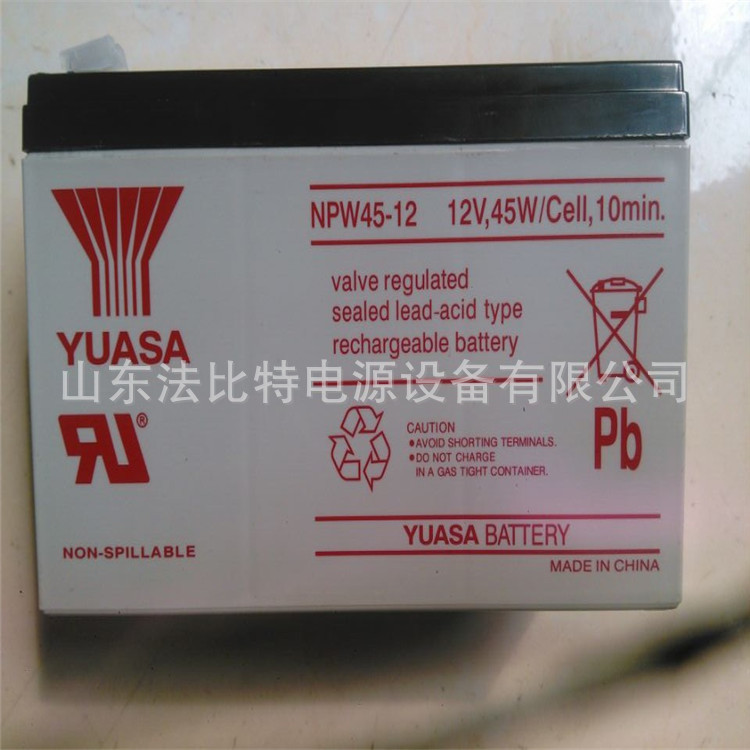 NPW45-12 12V,45W/Cell,10min.
valve regulated
sealed lead-acid type
rechargeable battery
YUASA
山东法比特电源设备有限公司
RU®
Pb
CAUTION
•AVOID SHORTING TERMINALS.
•DO NOT CHARGE
IN A GAS TIGHT CONTAINER.
YUASA BATTERY
NON-SPILLABLE
MADE IN CHINA